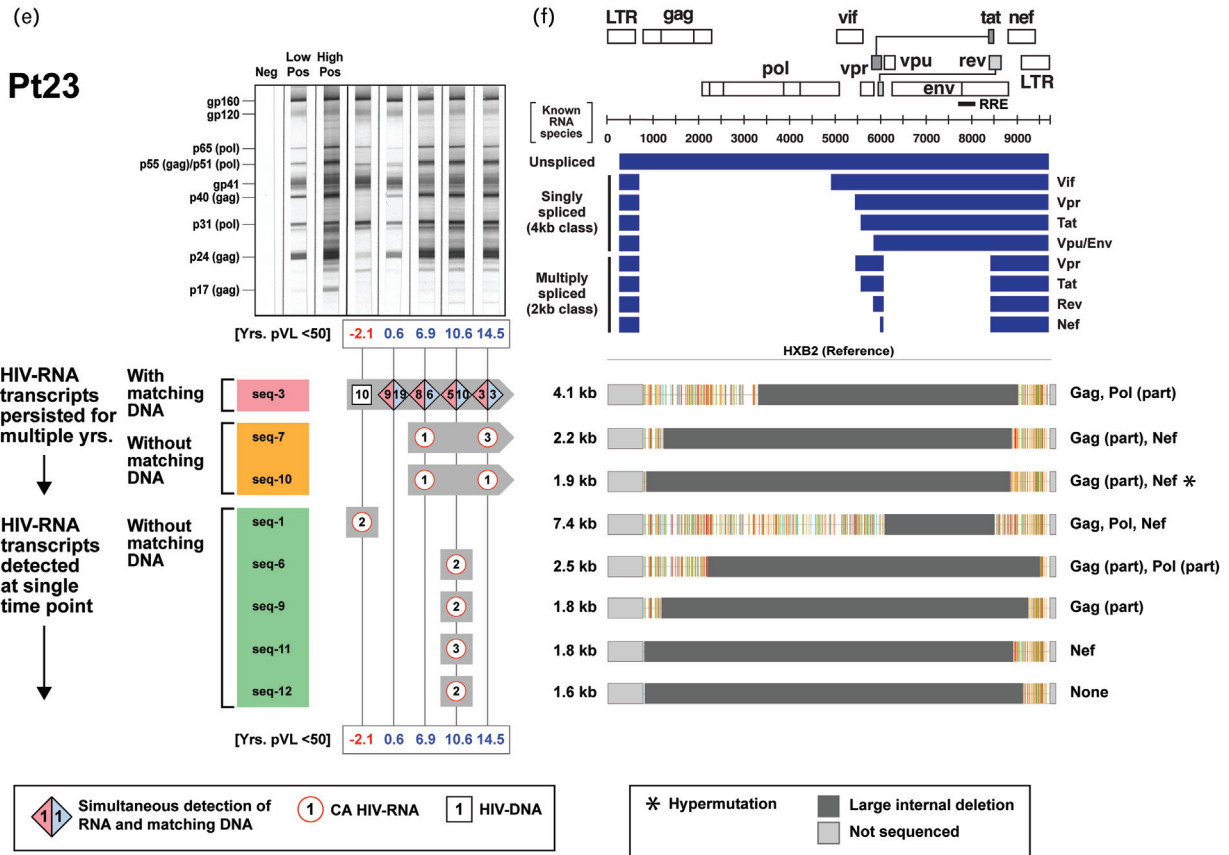 (e)
Pt23
Neg
Low
Pos
High
Pos
gp160
gp120
p65 (pol)
p55 (gag)/p51 (pol)
gp41
p40 (gag)
p31 (pol)
p24 (gag)
p17 (gag)
[Yrs. pVL <50] -2.1 0.6 6.9 10.6 14.5
HIV-RNA
transcripts
persisted for
multiple yrs.
With
matching
DNA
Without
matching
DNA
seq-3 10 9 19 8 6 5 10 3 3
seq-7 1 3
seq-10 1 1
HIV-RNA
transcripts
detected
at single
time point
Without
matching
DNA
seq-1 2
seq-6 2
seq-9 2
seq-11 3
seq-12 2
[Yrs. pVL <50] -2.1 0.6 6.9 10.6 14.5
1 1 Simultaneous detection of
RNA and matching DNA
1 CA HIV-RNA
1 HIV-DNA
(f)
LTR gag vif tat nef
pol vpr vpu rev env LTR
RRE
Known
RNA
species
0 1000 2000 3000 4000 5000 6000 7000 8000 9000
Unspliced
Singly
spliced
(4kb class)
Vif
Vpr
Tat
Vpu/Env
Multiply
spliced
(2kb class)
Vpr
Tat
Rev
Nef
HXB2 (Reference)
4.1 kb Gag, Pol (part)
2.2 kb Gag (part), Nef
1.9 kb Gag (part), Nef *
7.4 kb Gag, Pol, Nef
2.5 kb Gag (part), Pol (part)
1.8 kb Gag (part)
1.8 kb Nef
1.6 kb None
* Hypermutation
Large internal deletion
Not sequenced